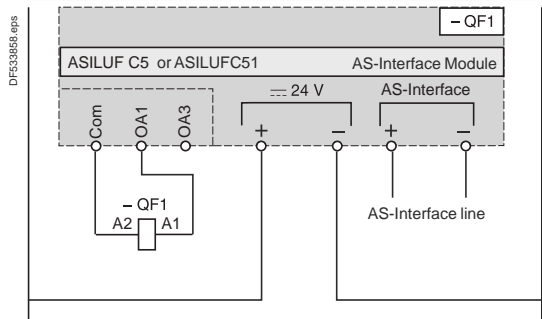 DF533858.eps
– QF1
ASILUF C5 or ASILUFC51 AS-Interface Module
24 V AS-Interface
Com OA1 OA3 + – + –
– QF1
A2 A1
AS-Interface line